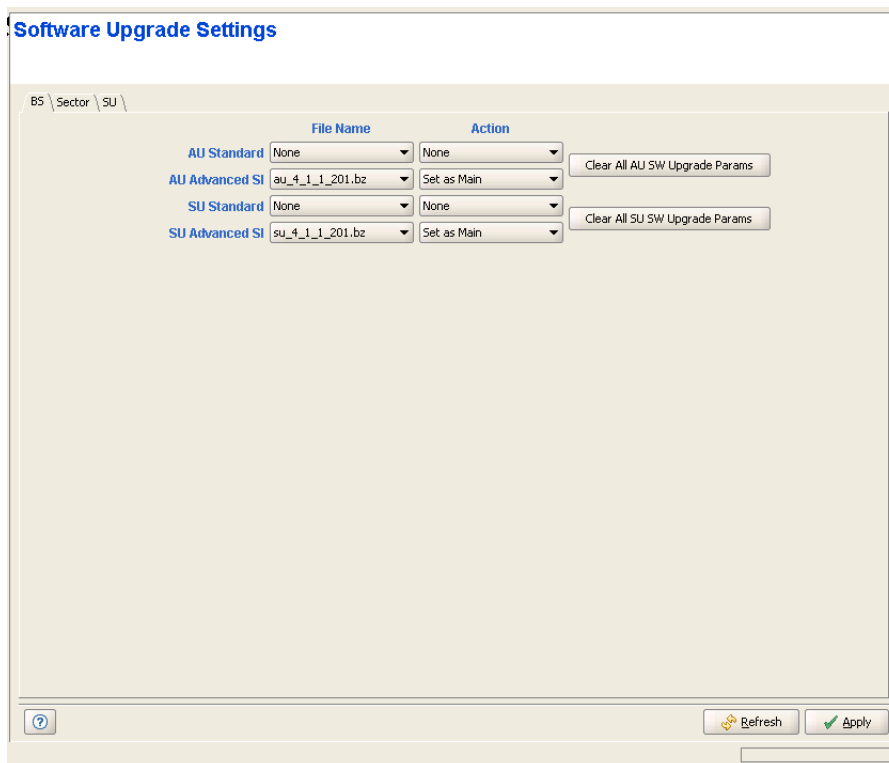 Software Upgrade Settings
BS Sector SU
File Name Action
AU Standard None None
Clear All AU SW Upgrade Params
AU Advanced SI au_4_1_1_201.bz Set as Main
SU Standard None None
Clear All SU SW Upgrade Params
SU Advanced SI su_4_1_1_201.bz Set as Main
? Refresh Apply